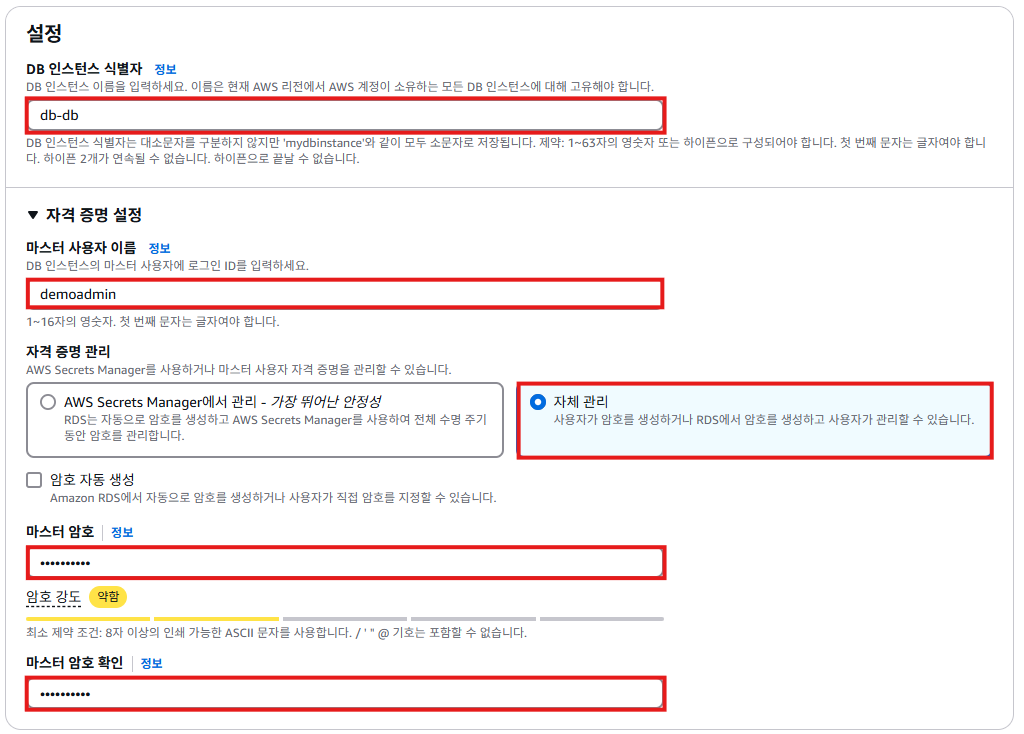 설정
DB 인스턴스 식별자 정보
DB 인스턴스 이름을 입력하세요. 이름은 현재 AWS 리전에서 AWS 계정이 소유하는 모든 DB 인스턴스에 대해 고유해야 합니다.
db-db
DB 인스턴스 식별자는 대소문자를 구분하지 않지만 'mydbinstance'와 같이 모두 소문자로 저장됩니다. 제약: 1~63자의 영숫자 또는 하이픈으로 구성되어야 합니다. 첫 번째 문자는 글자여야 합니
다. 하이픈 2개가 연속될 수 없습니다. 하이픈으로 끝날 수 없습니다.
▼ 자격 증명 설정
마스터 사용자 이름 정보
DB 인스턴스의 마스터 사용자에 로그인 ID를 입력하세요.
demoadmin
1~16자의 영숫자. 첫 번째 문자는 글자여야 합니다.
자격 증명 관리
AWS Secrets Manager를 사용하거나 마스터 사용자 자격 증명을 관리할 수 있습니다.
AWS Secrets Manager에서 관리 - 가장 뛰어난 안정성
RDS는 자동으로 암호를 생성하고 AWS Secrets Manager를 사용하여 전체 수명 주기
동안 암호를 관리합니다.
자체 관리
사용자가 암호를 생성하거나 RDS에서 암호를 생성하고 사용자가 관리할 수 있습니다.
암호 자동 생성
Amazon RDS에서 자동으로 암호를 생성하거나 사용자가 직접 암호를 지정할 수 있습니다.
마스터 암호 정보
••••••••••
암호 강도 약함
최소 제약 조건: 8자 이상의 인쇄 가능한 ASCII 문자를 사용합니다. / ' " @ 기호는 포함할 수 없습니다.
마스터 암호 확인 정보
••••••••••